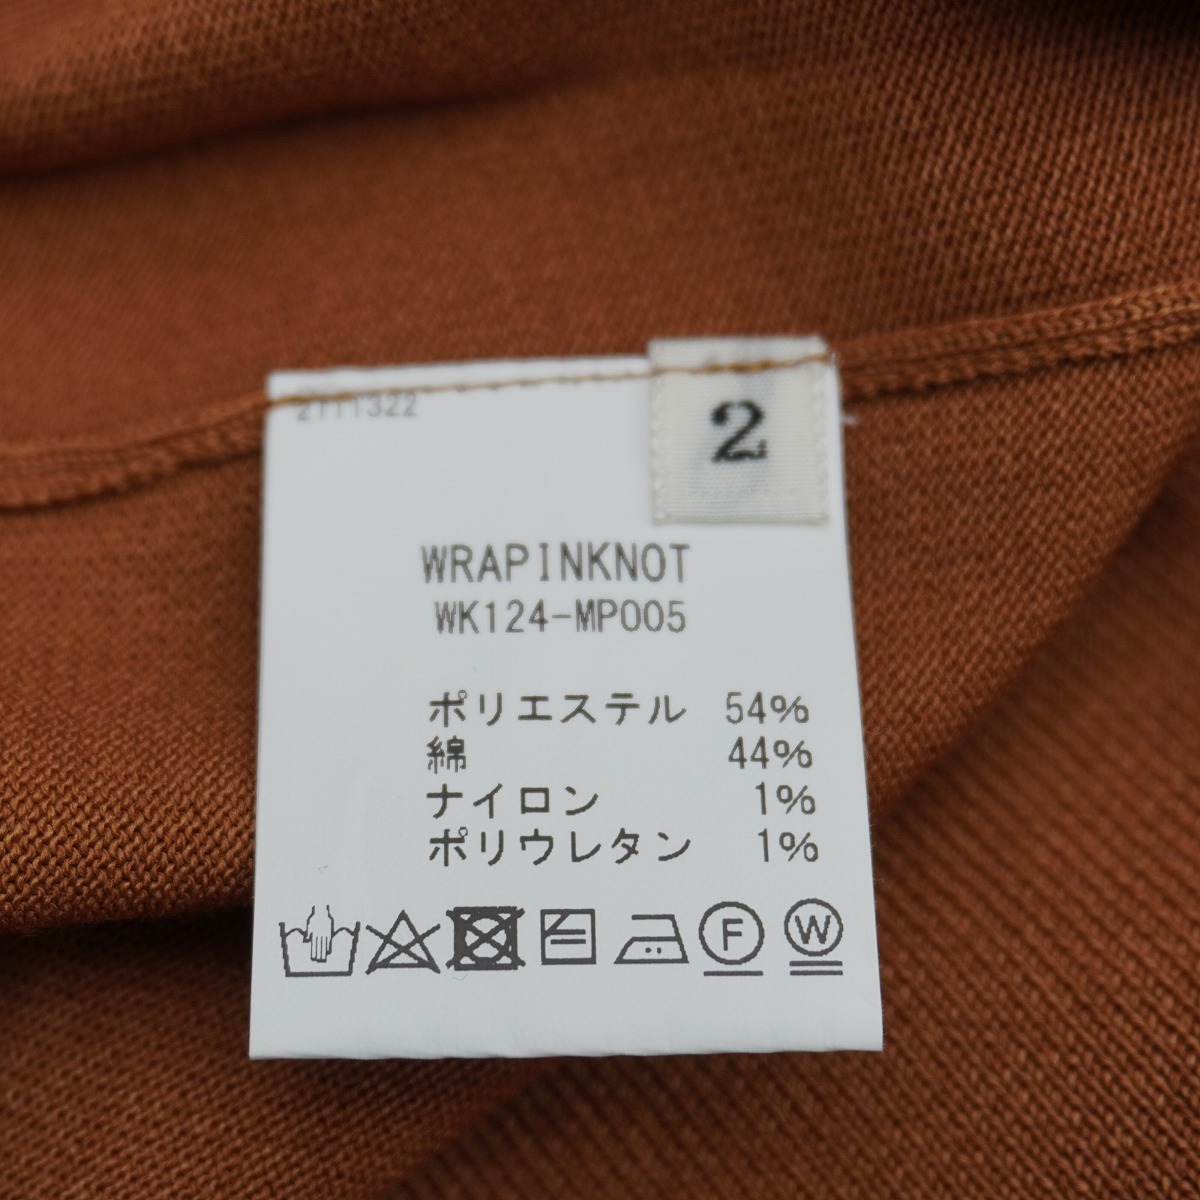 2111322
2
WRAPINKNOT
WK124-MP005
ポリエステル 54%
綿 44%
ナイロン 1%
ポリウレタン 1%
F W